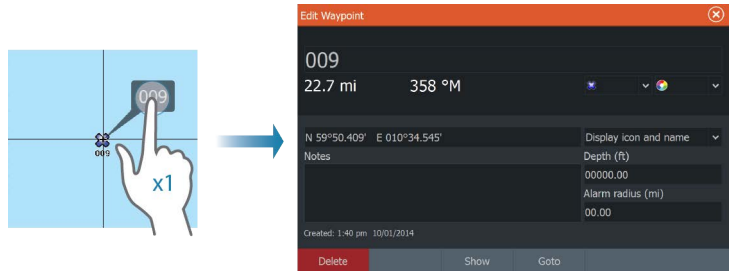 009
009
x1
Edit Waypoint
009
22.7 mi 358 °M
N 59°50.409' E 010°34.545' Display icon and name
Notes Depth (ft)
00000.00
Alarm radius (mi)
00.00
Created: 1:40 pm 10/01/2014
Delete Show Goto